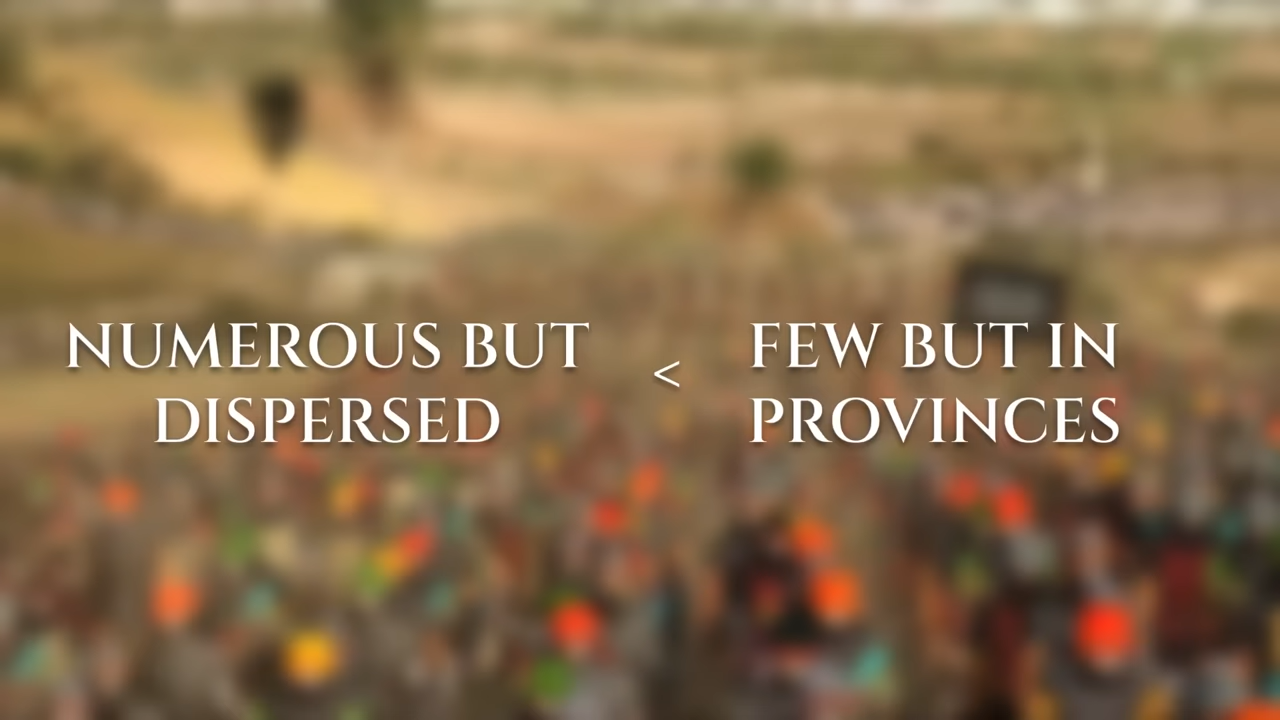 NUMEROUS BUT
DISPERSED
<
FEW BUT IN
PROVINCES